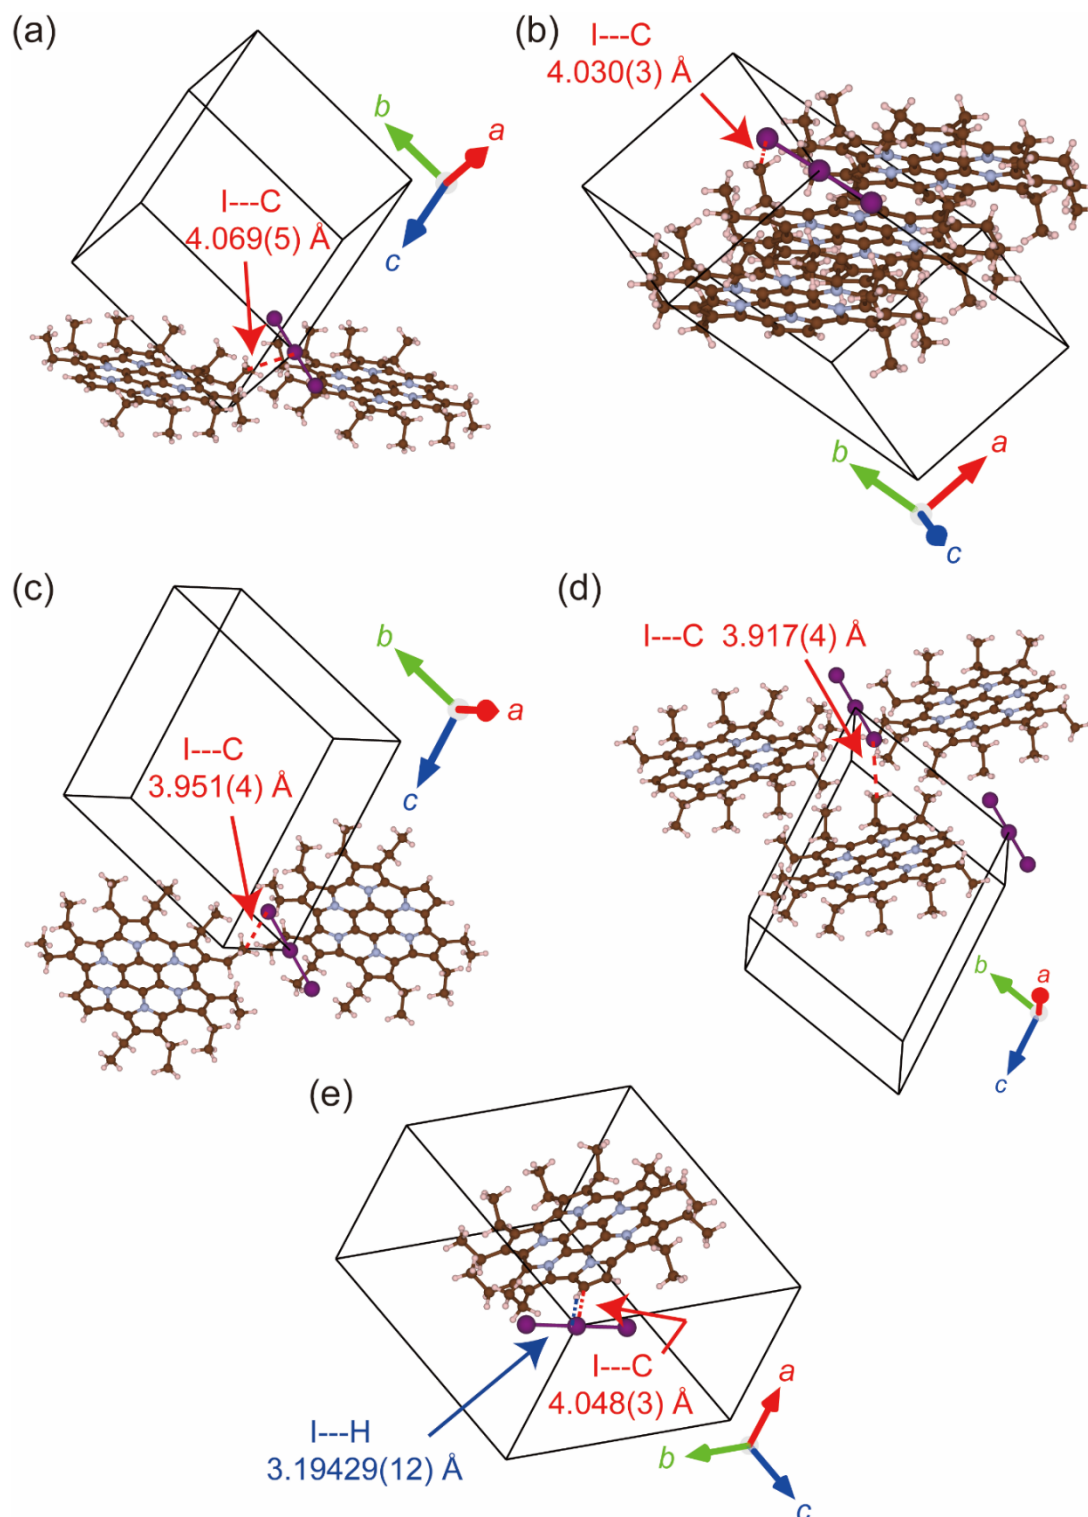 (a)
b
a
c
I---C
4.069(5) Å
(b)
I---C
4.030(3) Å
b
a
c
(c)
b
a
c
I---C
3.951(4) Å
(d)
I---C 3.917(4) Å
b
a
c
(e)
I---C
4.048(3) Å
I---H
3.19429(12) Å
a
b
c